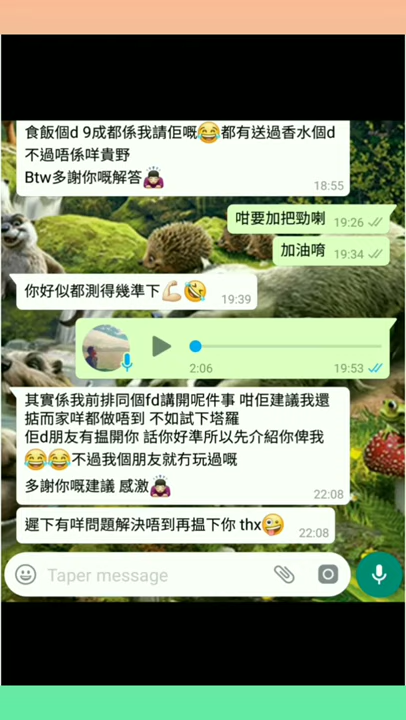 食飯個d 9成都係我請佢嘅😂都有送過香水個d
不過唔係咩貴野
Btw多謝你嘅解答🙇🏻‍♀️
18:55
咁要加把勁喇 19:26
加油唷 19:34
你好似都測得幾準下💪🏻🤣 19:39
2:06 19:53
其實係我前排同個fd講開呢件事 咁佢建議我還
掂而家咩都做唔到 不如試下塔羅
佢d朋友有搵開你 話你好準所以先介紹你俾我
😂😂不過我個朋友就冇玩過嘅
多謝你嘅建議 感激🙇🏻‍♀️
22:08
遲下有咩問題解決唔到再搵下你 thx🤪 22:08
Taper message